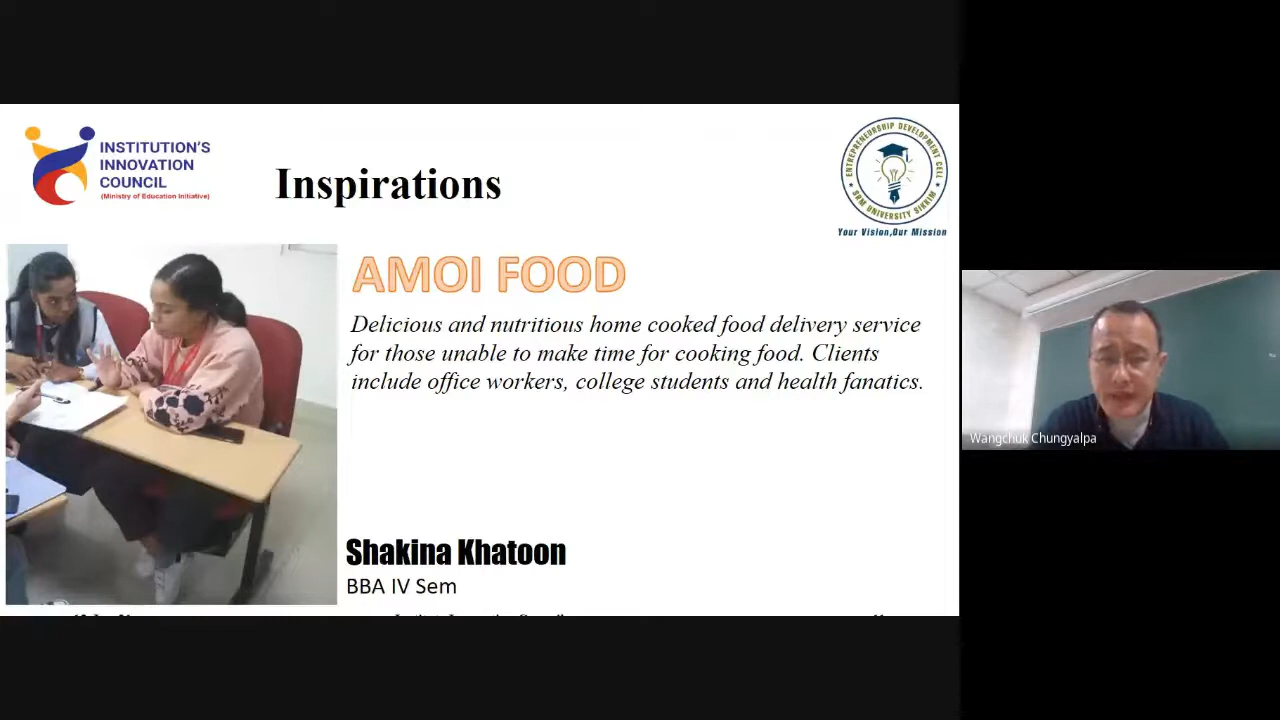 INSTITUTION'S
INNOVATION
COUNCIL
(Ministry of Education Initiative)
Inspirations
ENTREPRENEURSHIP DEVELOPMENT CELL
SRM UNIVERSITY SIKKIM
Your Vision,Our Mission
AMOI FOOD
Delicious and nutritious home cooked food delivery service
for those unable to make time for cooking food. Clients
include office workers, college students and health fanatics.
Shakina Khatoon
BBA IV Sem
Wangchuk Chungyalpa